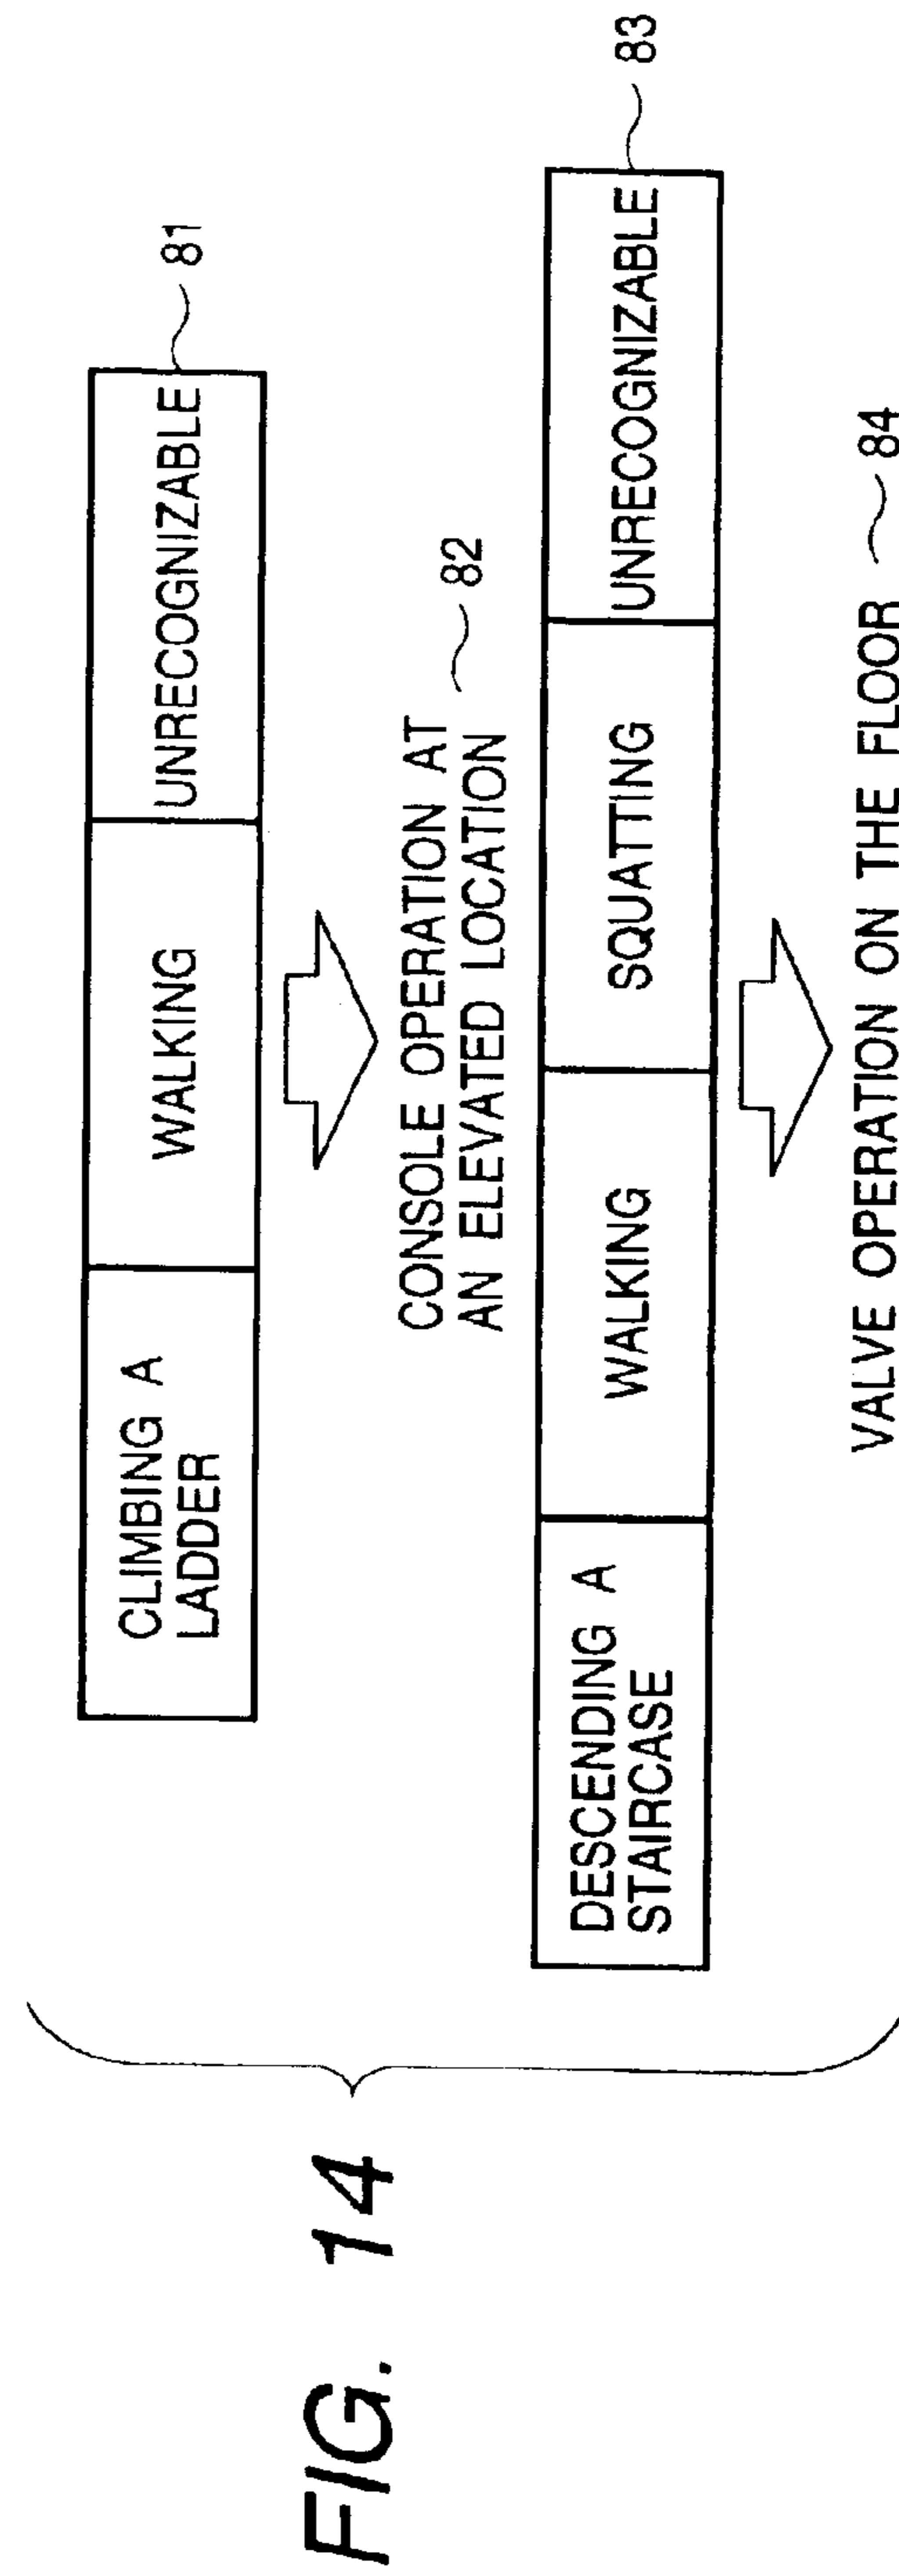 FIG. 14
CLIMBING A
LADDER
WALKING
UNRECOGNIZABLE
81
CONSOLE OPERATION AT
AN ELEVATED LOCATION
82
DESCENDING A
STAIRCASE
WALKING
SQUATTING
UNRECOGNIZABLE
83
VALVE OPERATION ON THE FLOOR
84